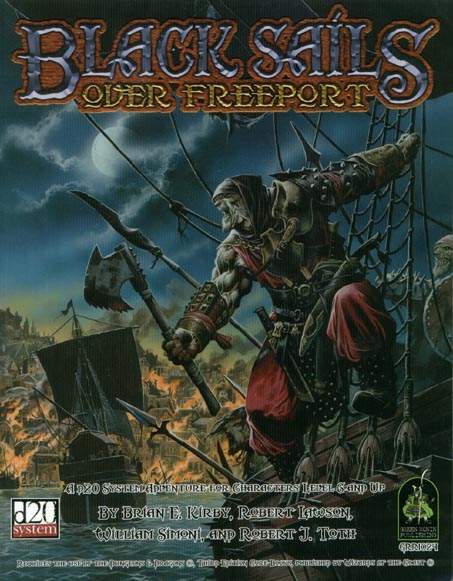 BLACK SAILS
OVER FREEPORT
A D20 SYSTEM ADVENTURE FOR CHARACTERS LEVEL 6 AND UP
BY BRIAN E. KIRBY, ROBERT LAWSON,
WILLIAM SIMONI, AND ROBERT J. TOTH
d20
system
GREEN RONIN
PUBLISHING
GRR1024
REQUIRES THE USE OF THE DUNGEONS & DRAGONS ®, THIRD EDITION CORE BOOKS, PUBLISHED BY WIZARDS OF THE COAST ®